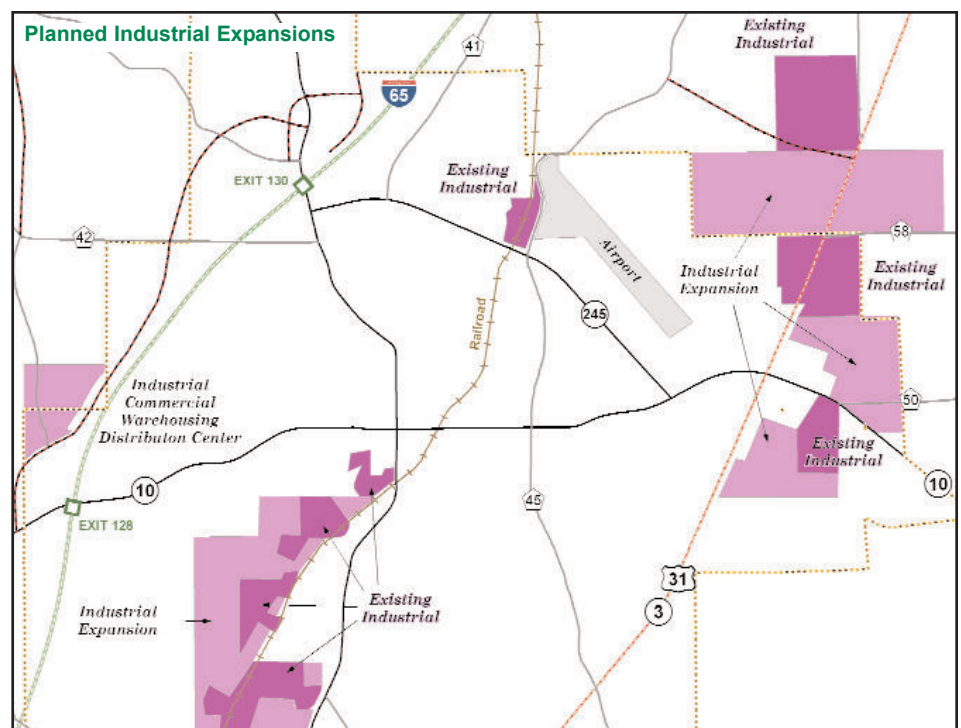 Planned Industrial Expansions
Existing
Industrial
41
65
EXIT 130
Existing
Industrial
42
58
Airport
Industrial
Expansion
Existing
Industrial
245
Railroad
Industrial
Commercial
Warehousing
Distributon Center
50
Existing
Industrial
10
10
45
EXIT 128
31
3
Industrial
Expansion
Existing
Industrial